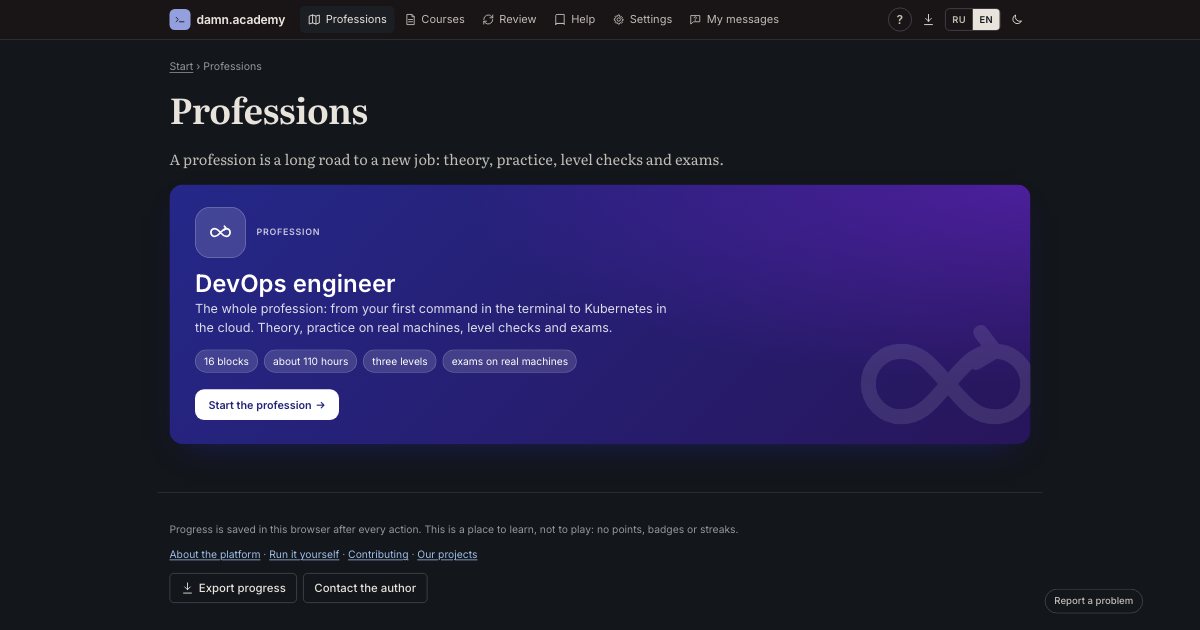 damn.academy
Professions
Courses
Review
Help
Settings
My messages
?
RU
EN
Start › Professions
Professions
A profession is a long road to a new job: theory, practice, level checks and exams.
PROFESSION
DevOps engineer
The whole profession: from your first command in the terminal to Kubernetes in
the cloud. Theory, practice on real machines, level checks and exams.
16 blocks
about 110 hours
three levels
exams on real machines
Start the profession →
Progress is saved in this browser after every action. This is a place to learn, not to play: no points, badges or streaks.
About the platform · Run it yourself · Contributing · Our projects
Export progress
Contact the author
Report a problem